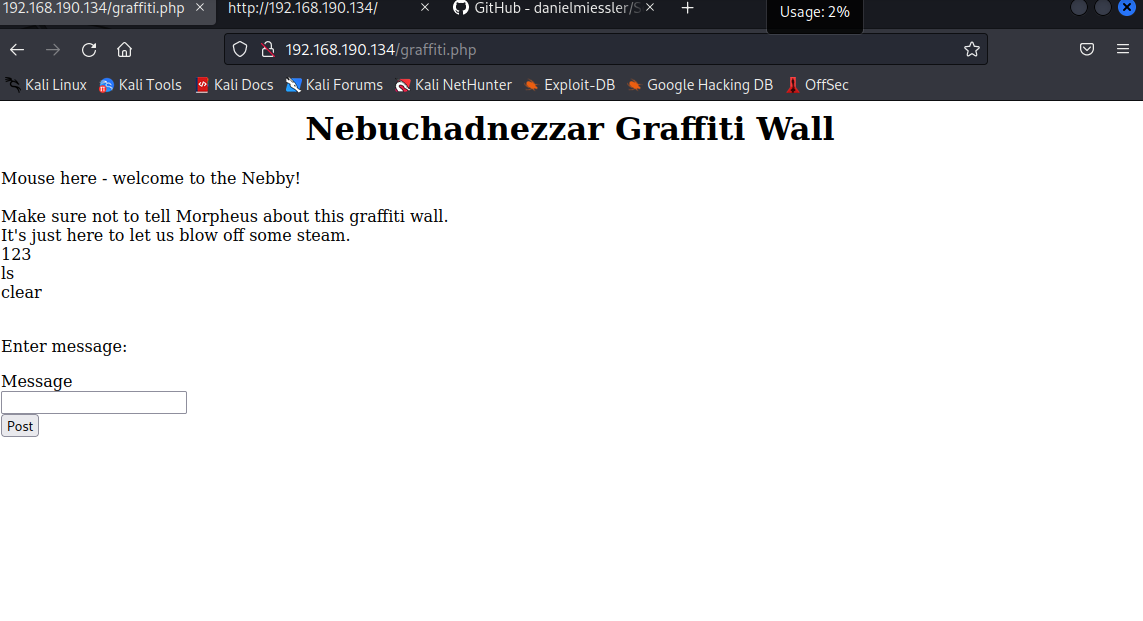 192.168.190.134/graffiti.php × http://192.168.190.134/ × GitHub - danielmiessler/S × +
Usage: 2%
192.168.190.134/graffiti.php
Kali Linux Kali Tools Kali Docs Kali Forums Kali NetHunter Exploit-DB Google Hacking DB OffSec
Nebuchadnezzar Graffiti Wall
Mouse here - welcome to the Nebby!
Make sure not to tell Morpheus about this graffiti wall.
It's just here to let us blow off some steam.
123
ls
clear
Enter message:
Message
Post